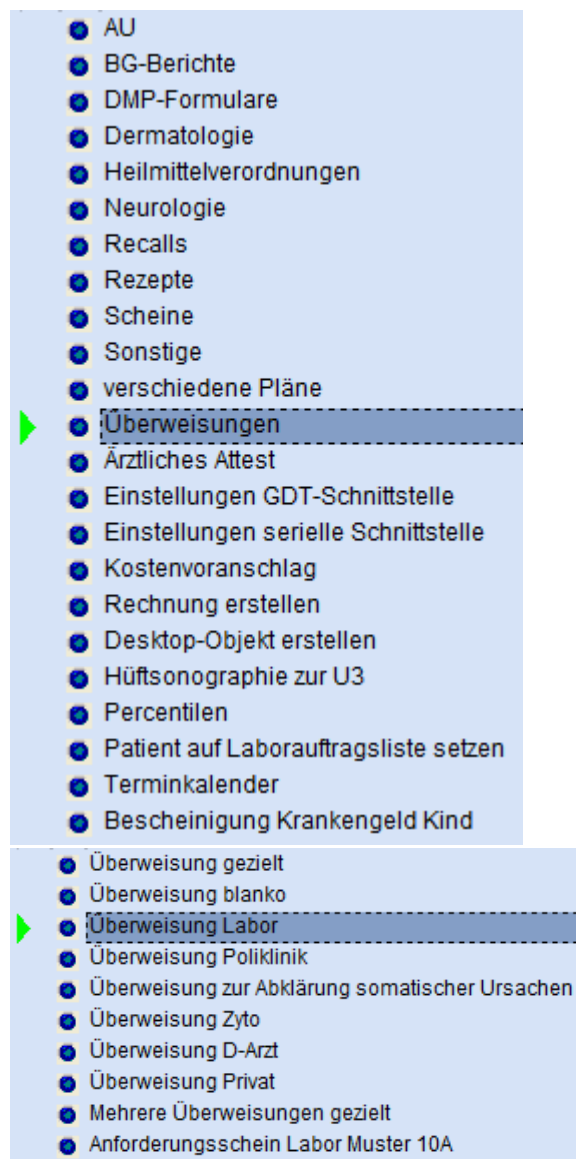 AU
BG-Berichte
DMP-Formulare
Dermatologie
Heilmittelverordnungen
Neurologie
Recalls
Rezepte
Scheine
Sonstige
verschiedene Pläne
Überweisungen
Ärztliches Attest
Einstellungen GDT-Schnittstelle
Einstellungen serielle Schnittstelle
Kostenvoranschlag
Rechnung erstellen
Desktop-Objekt erstellen
Hüftsonographie zur U3
Percentilen
Patient auf Laborauftragsliste setzen
Terminkalender
Bescheinigung Krankengeld Kind
Überweisung gezielt
Überweisung blanko
Überweisung Labor
Überweisung Poliklinik
Überweisung zur Abklärung somatischer Ursachen
Überweisung Zyto
Überweisung D-Arzt
Überweisung Privat
Mehrere Überweisungen gezielt
Anforderungsschein Labor Muster 10A